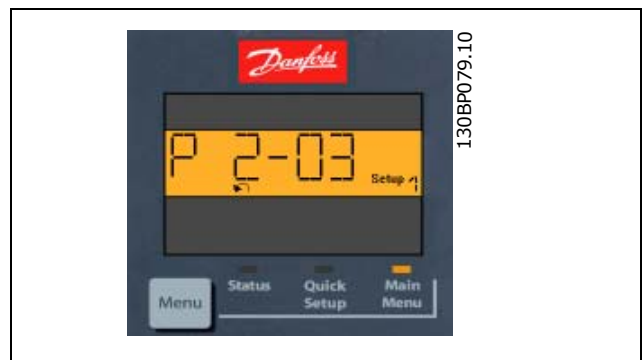 Danfoss
130BP079.10
P 2-03
Setup 1
Menu
Status
Quick Setup
Main Menu